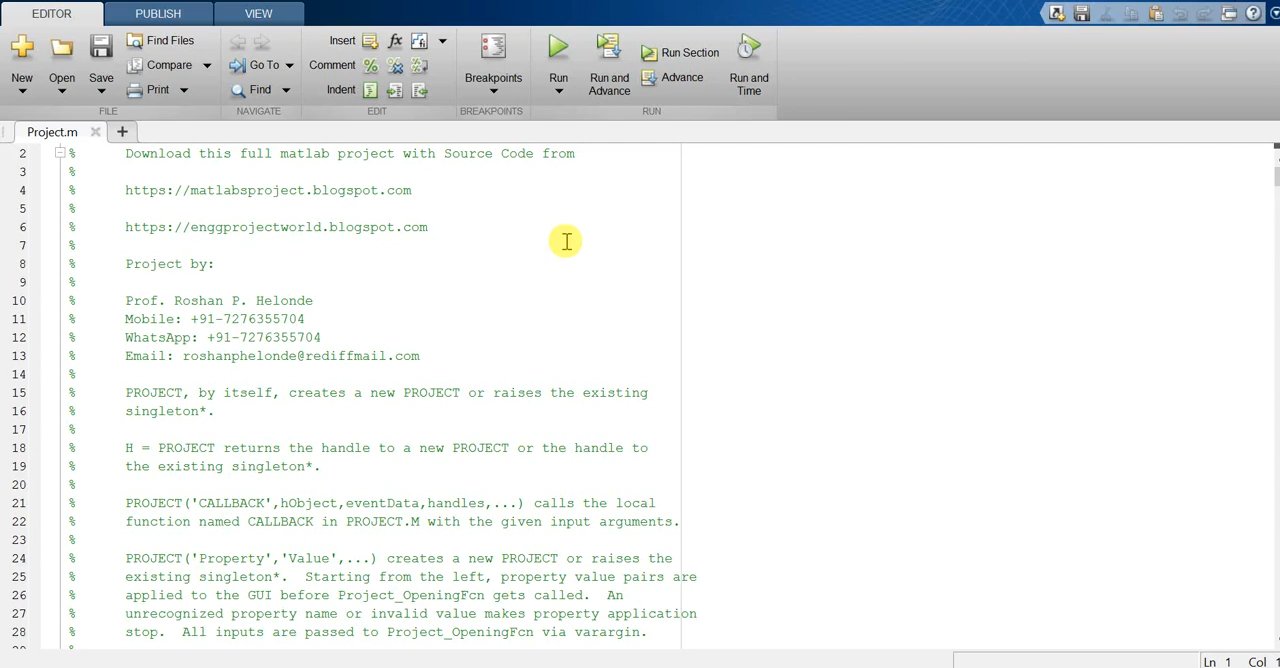 EDITOR PUBLISH VIEW
New Open Save Find Files Compare Print
Insert Comment Indent
Go To Find
Breakpoints Run Run and Advance Run Section Advance Run and Time
FILE NAVIGATE EDIT BREAKPOINTS RUN
Project.m
2 % Download this full matlab project with Source Code from
3 %
4 % https://matlabsproject.blogspot.com
5 %
6 % https://enggprojectworld.blogspot.com
7 %
8 % Project by:
9 %
10 % Prof. Roshan P. Helonde
11 % Mobile: +91-7276355704
12 % WhatsApp: +91-7276355704
13 % Email: roshanphelonde@rediffmail.com
14 %
15 % PROJECT, by itself, creates a new PROJECT or raises the existing
16 % singleton*.
17 %
18 % H = PROJECT returns the handle to a new PROJECT or the handle to
19 % the existing singleton*.
20 %
21 % PROJECT('CALLBACK',hObject,eventData,handles,...) calls the local
22 % function named CALLBACK in PROJECT.M with the given input arguments.
23 %
24 % PROJECT('Property','Value',...) creates a new PROJECT or raises the
25 % existing singleton*.  Starting from the left, property value pairs are
26 % applied to the GUI before Project_OpeningFcn gets called.  An
27 % unrecognized property name or invalid value makes property application
28 % stop.  All inputs are passed to Project_OpeningFcn via varargin.
Ln 1 Col